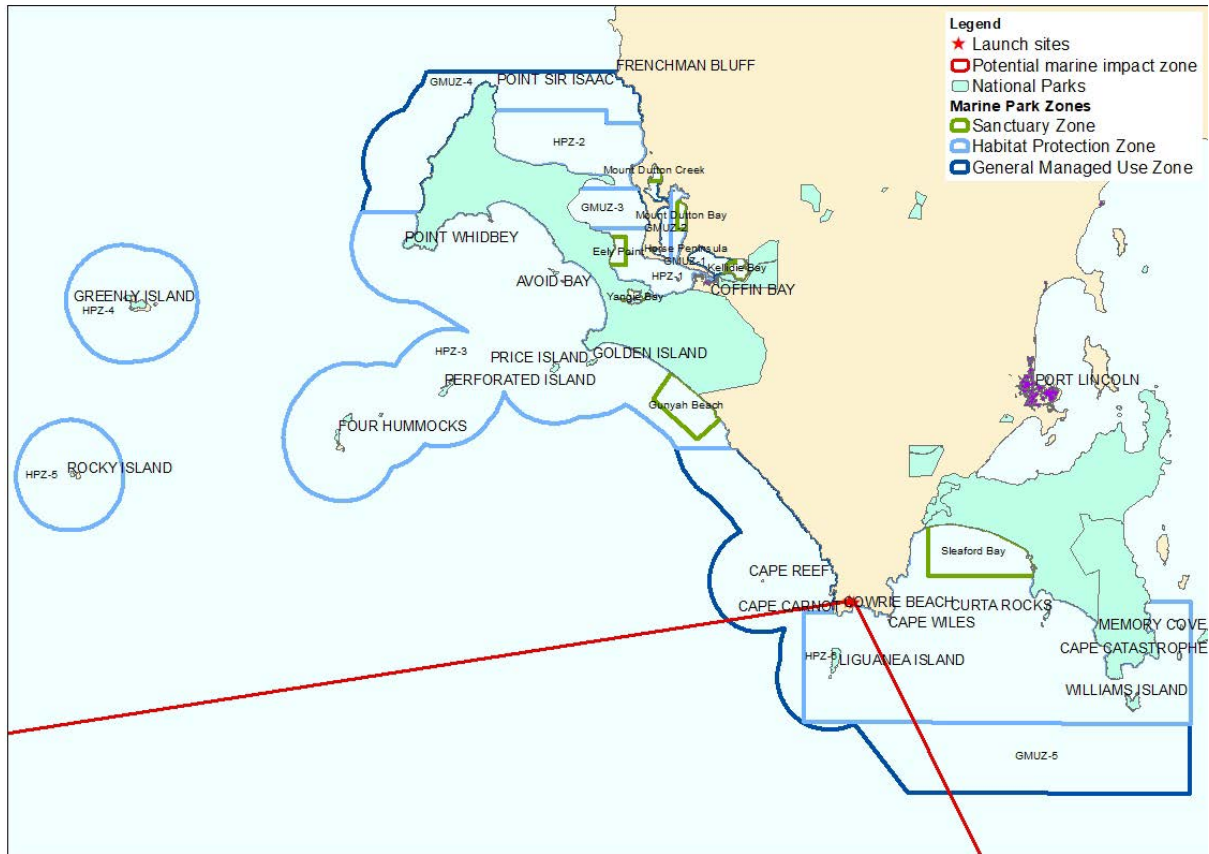 Legend
Launch sites
Potential marine impact zone
National Parks
Marine Park Zones
Sanctuary Zone
Habitat Protection Zone
General Managed Use Zone
FRENCHMAN BLUFF
GMUZ-4
POINT SIR ISAAC
HPZ-2
Mount Dutton Creek
GMUZ-3
Mount Dutton Bay
GMUZ-2
POINT WHIDBEY
Eely Point
Horse Peninsula
GMUZ-1
Kellidie Bay
HPZ-1
AVOID BAY
COFFIN BAY
GREENLY ISLAND
HPZ-4
Yangie Bay
HPZ-3
PRICE ISLAND
GOLDEN ISLAND
PERFORATED ISLAND
PORT LINCOLN
Gunyah Beach
FOUR HUMMOCKS
ROCKY ISLAND
HPZ-5
Sleaford Bay
CAPE REEF
CAPE CARNOT
COWRIE BEACH
CURTA ROCKS
CAPE WILES
MEMORY COVE
CAPE CATASTROPHE
HPZ-6
LIGUANEA ISLAND
WILLIAMS ISLAND
GMUZ-5